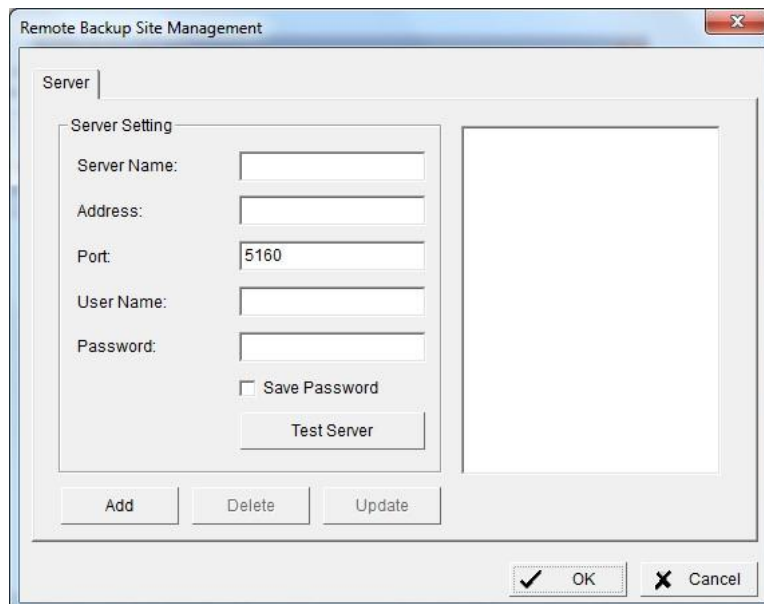 Remote Backup Site Management
Server
Server Setting
Server Name:
Address:
Port: 5160
User Name:
Password:
Save Password
Test Server
Add Delete Update
OK Cancel